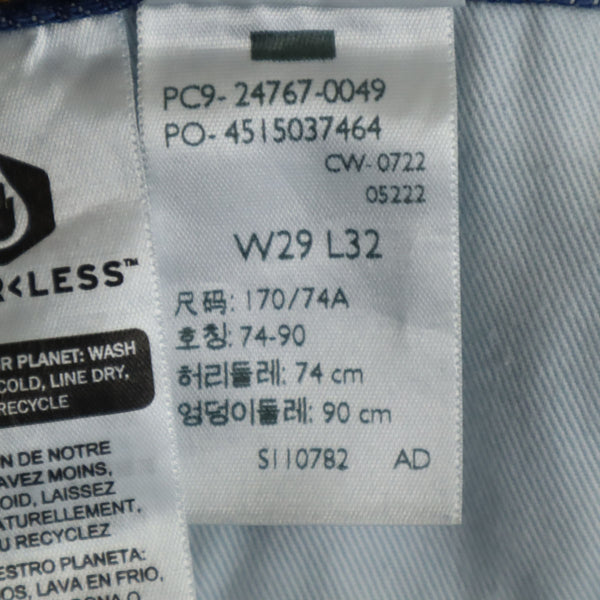 PC9- 24767-0049
PO- 4515037464
CW- 0722
05222
W29 L32
尺码: 170/74A
호칭: 74-90
허리둘레: 74 cm
엉덩이둘레: 90 cm
S110782 AD
<LESS™
R PLANET: WASH
COLD, LINE DRY,
RECYCLE
N DE NOTRE
AVEZ MOINS,
OID, LAISSEZ
ATURELLEMENT,
U RECYCLEZ
ESTRO PLANETA:
OS, LAVA EN FRIO,